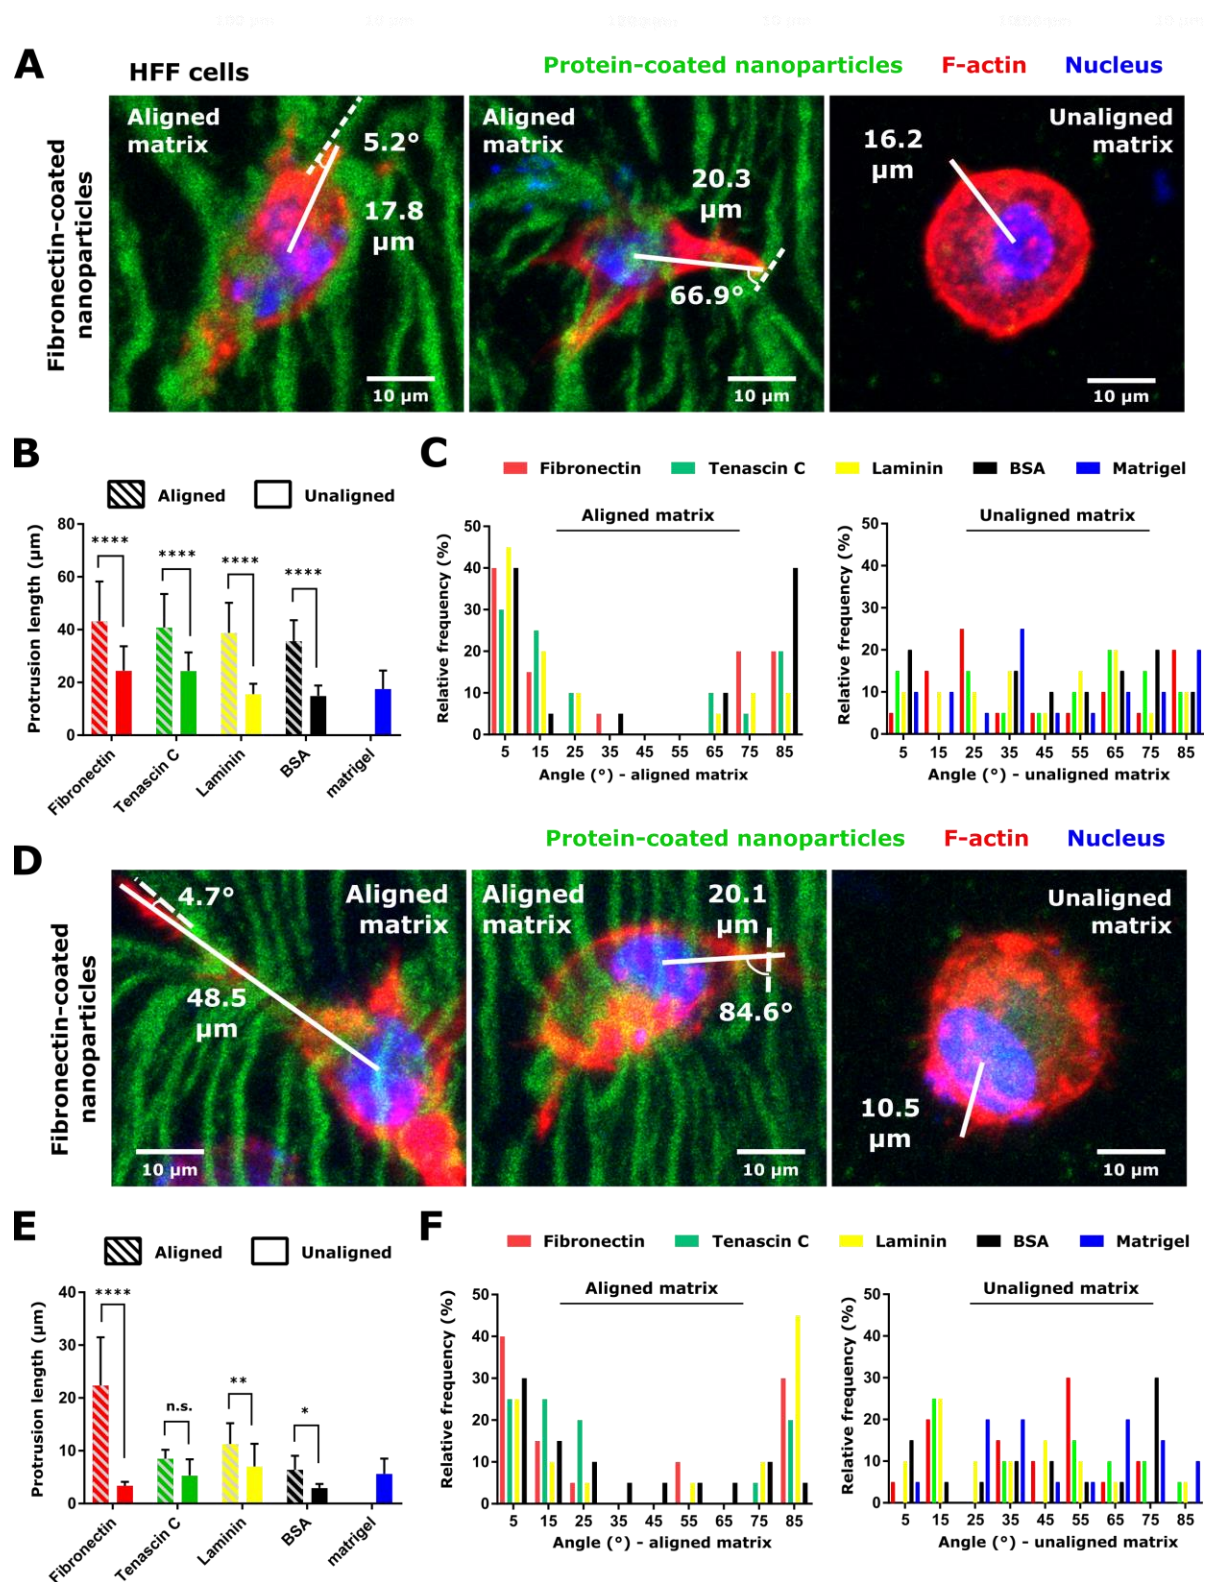 A
HFF cells
Protein-coated nanoparticles F-actin Nucleus
Fibronectin-coated
nanoparticles
Aligned
matrix
5.2°
17.8
µm
10 µm
Aligned
matrix
20.3
µm
66.9°
10 µm
Unaligned
matrix
16.2
µm
10 µm
B
Aligned Unaligned
Protrusion length (µm)
80
60
40
20
0
**** **** **** ****
Fibronectin Tenascin C Laminin BSA matrigel
C
Fibronectin Tenascin C Laminin BSA Matrigel
Aligned matrix
Relative frequency (%)
50
40
30
20
10
0
5 15 25 35 45 55 65 75 85
Angle (°) - aligned matrix
Unaligned matrix
Relative frequency (%)
50
40
30
20
10
0
5 15 25 35 45 55 65 75 85
Angle (°) - unaligned matrix
D
Protein-coated nanoparticles F-actin Nucleus
Fibronectin-coated
nanoparticles
4.7°
Aligned
matrix
48.5
µm
10 µm
Aligned
matrix
20.1
µm
84.6°
10 µm
Unaligned
matrix
10.5
µm
10 µm
E
Aligned Unaligned
Protrusion length (µm)
40
30
20
10
0
**** n.s. ** *
Fibronectin Tenascin C Laminin BSA matrigel
F
Fibronectin Tenascin C Laminin BSA Matrigel
Aligned matrix
Relative frequency (%)
50
40
30
20
10
0
5 15 25 35 45 55 65 75 85
Angle (°) - aligned matrix
Unaligned matrix
Relative frequency (%)
50
40
30
20
10
0
5 15 25 35 45 55 65 75 85
Angle (°) - unaligned matrix